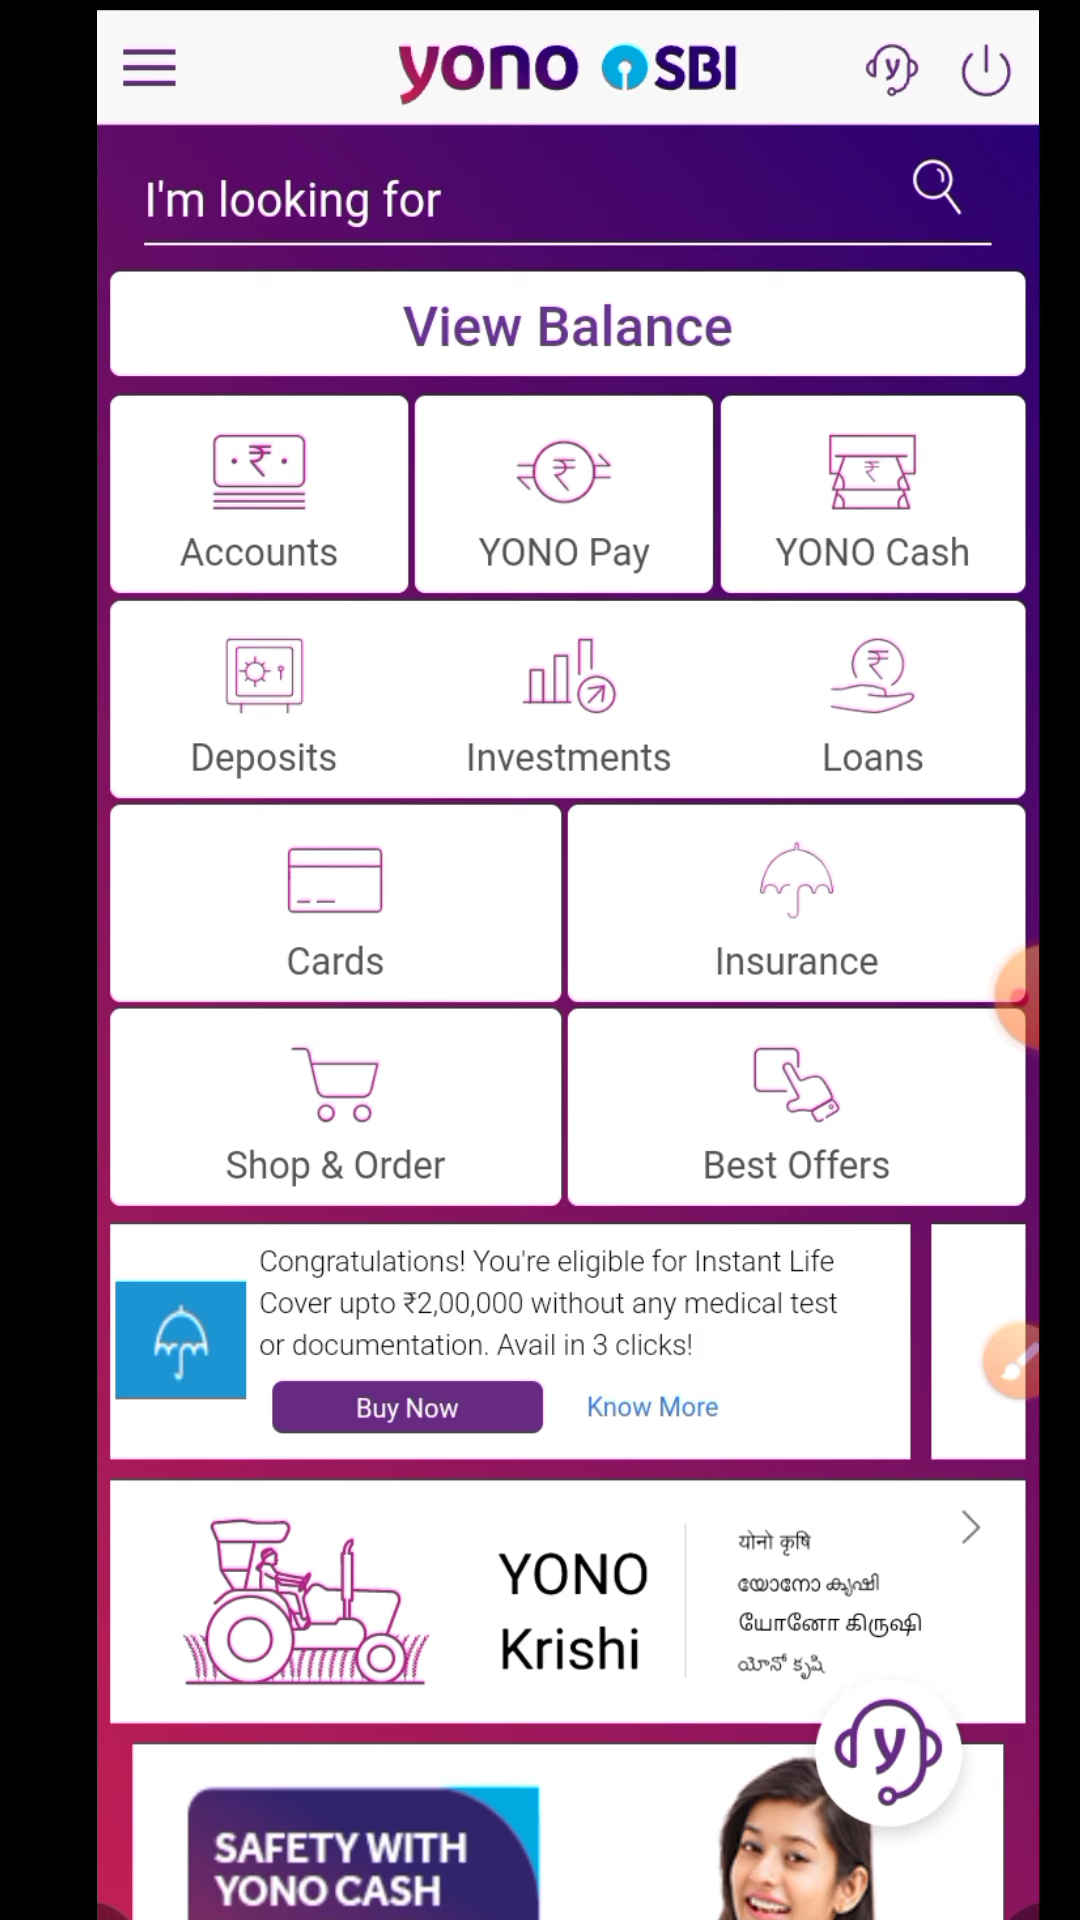 yono SBI
I'm looking for
View Balance
Accounts
YONO Pay
YONO Cash
Deposits
Investments
Loans
Cards
Insurance
Shop & Order
Best Offers
Congratulations! You're eligible for Instant Life
Cover upto ₹2,00,000 without any medical test
or documentation. Avail in 3 clicks!
Buy Now
Know More
YONO
Krishi
योनो कृषि
യോനോ കൃഷി
யோனோ கிருஷி
యోనో కృషి
SAFETY WITH
YONO CASH